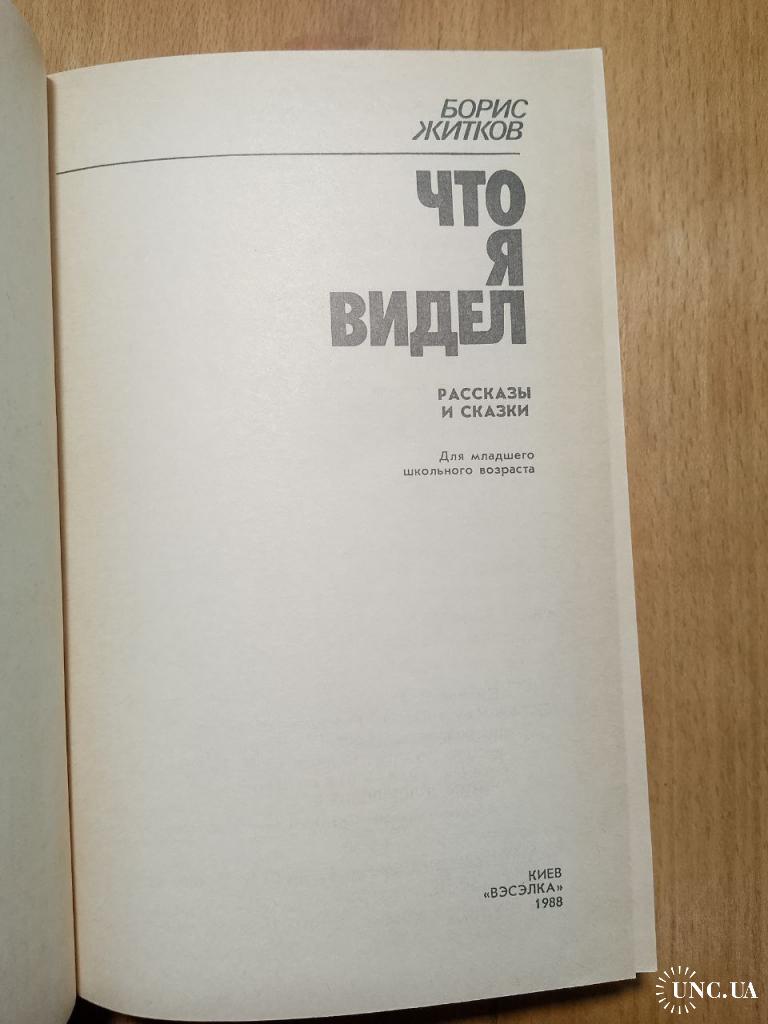 БОРИС
ЖИТКОВ
ЧТО
Я
ВИДЕЛ
РАССКАЗЫ
И СКАЗКИ
Для младшего
школьного возраста
КИЕВ
«ВЭСЭЛКА»
1988
UNC.UA